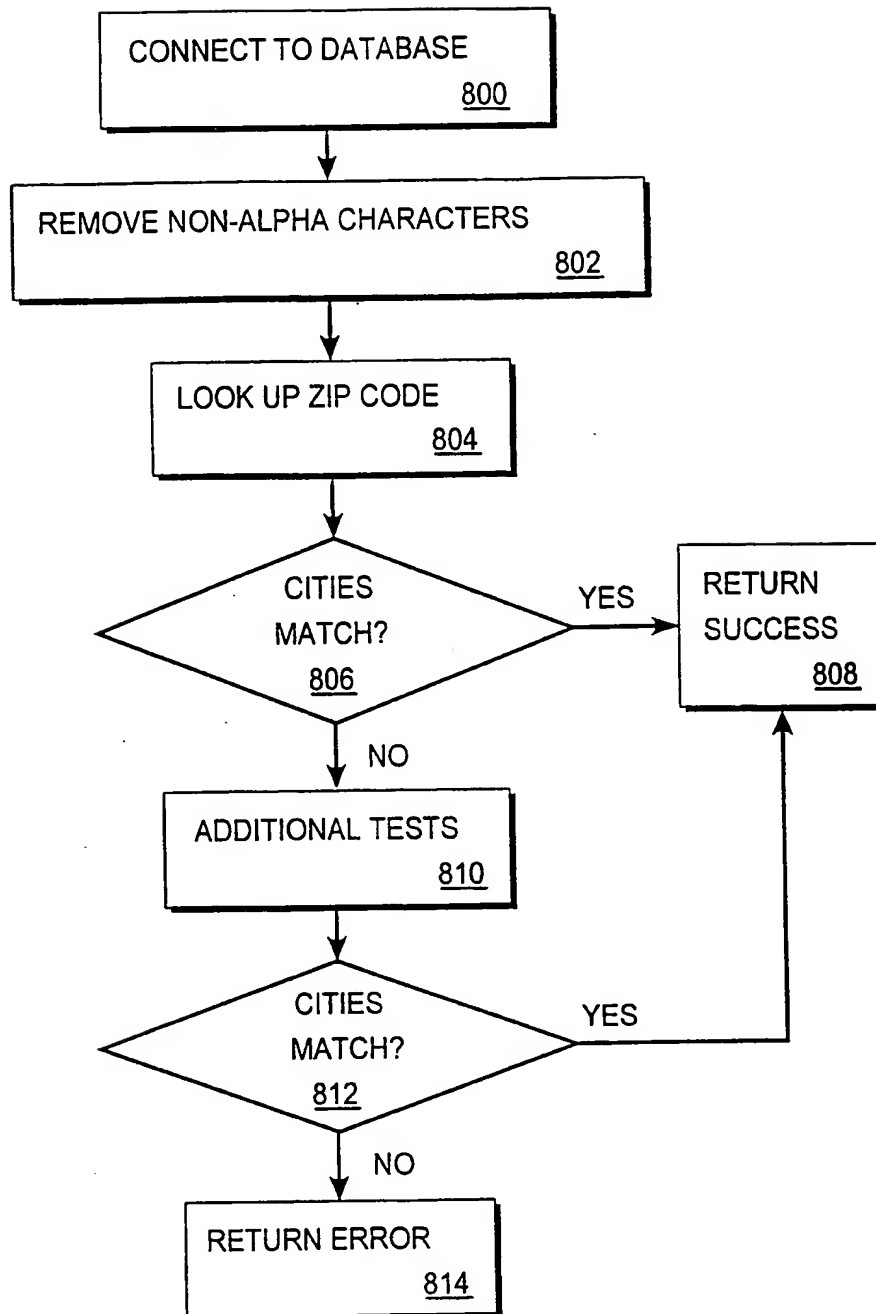 CONNECT TO DATABASE
800
REMOVE NON-ALPHA CHARACTERS
802
LOOK UP ZIP CODE
804
CITIES
MATCH?
806
YES
RETURN
SUCCESS
808
NO
ADDITIONAL TESTS
810
CITIES
MATCH?
812
YES
NO
RETURN ERROR
814